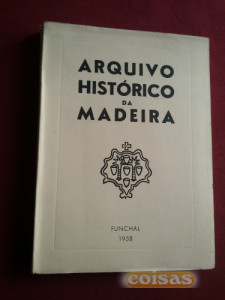 ARQUIVO
HISTÓRICO
DA
MADEIRA
FUNCHAL
1958
coisas